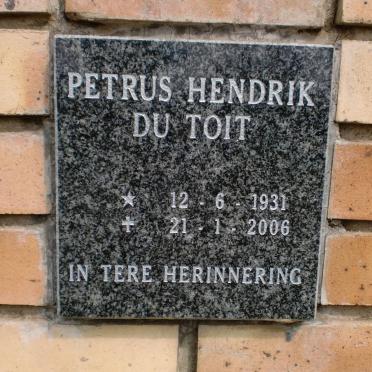 PETRUS HENDRIK
DU TOIT
★ 12 - 6 - 1931
✝ 21 - 1 - 2006
IN TERE HERINNERING